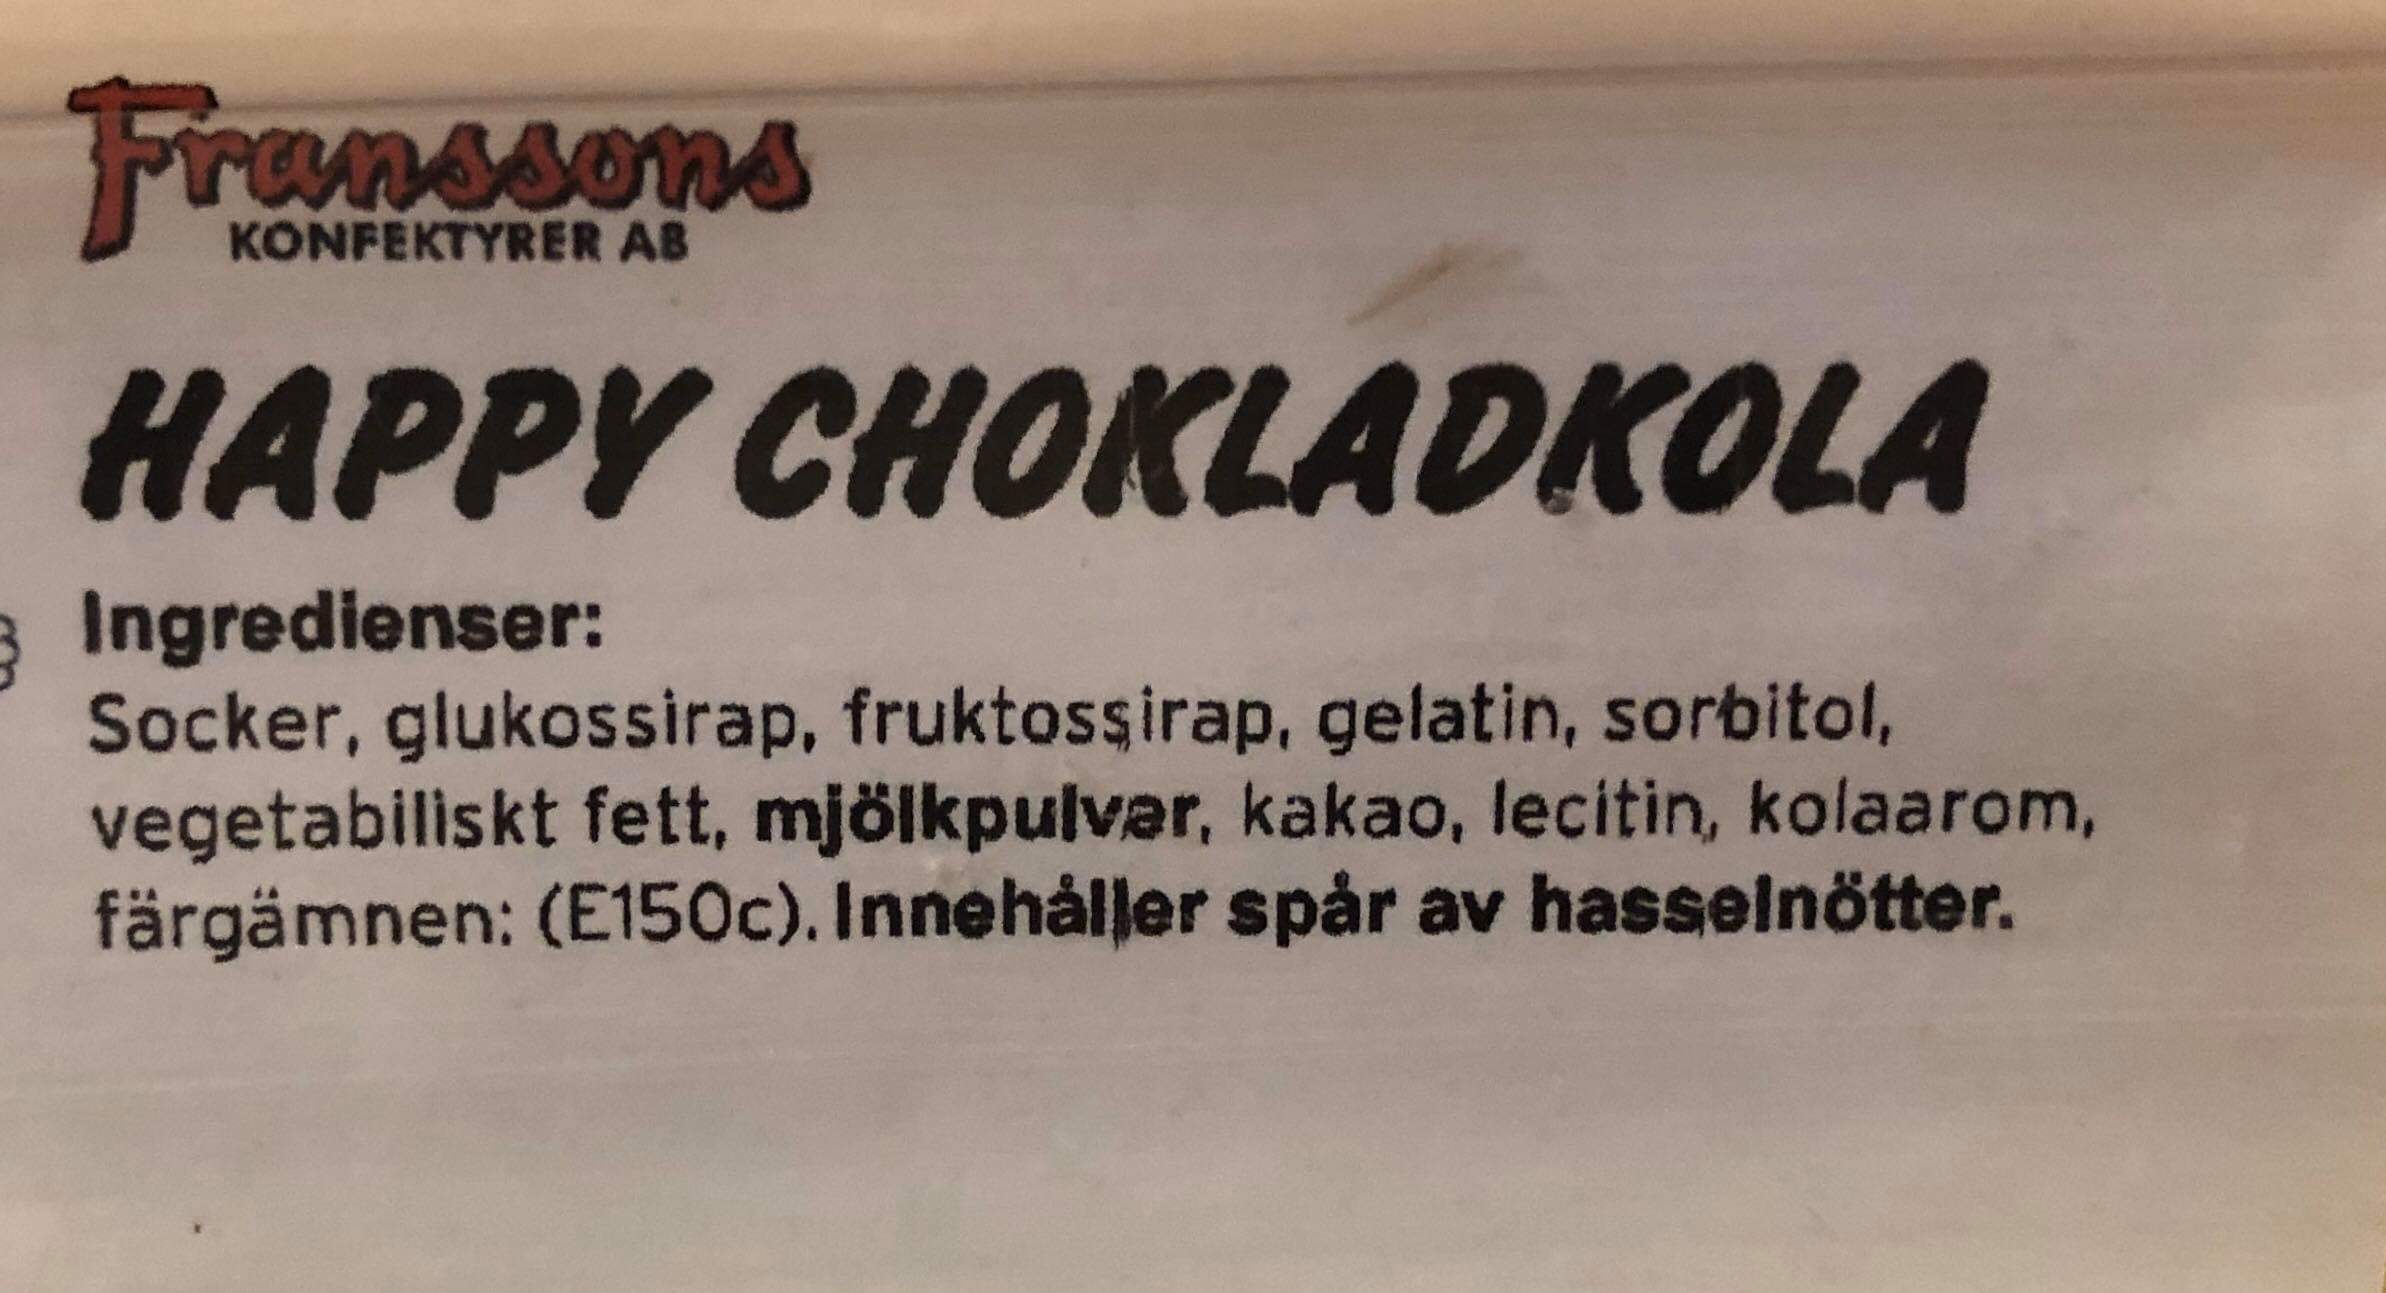 Franssons
KONFEKTYRER AB
HAPPY CHOKLADKOLA
Ingredienser:
Socker, glukossirap, fruktossirap, gelatin, sorbitol,
vegetabiliskt fett, mjölkpulver, kakao, lecitin, kolaarom,
färgämnen: (E150c). Innehåller spår av hasselnötter.